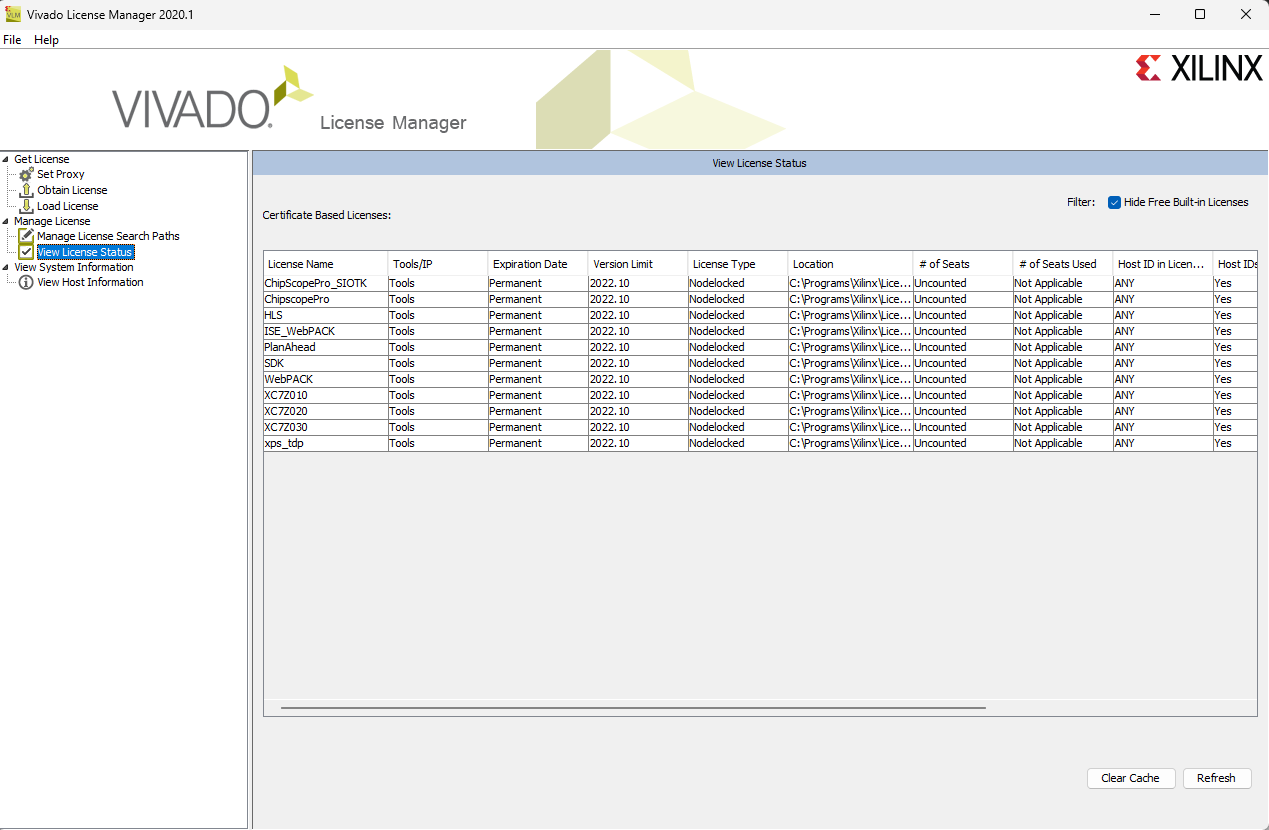 Vivado License Manager 2020.1
File Help
VIVADO. License Manager
XILINX
Get License
Set Proxy
Obtain License
Load License
Manage License
Manage License Search Paths
View License Status
View System Information
View Host Information
View License Status
Filter: Hide Free Built-in Licenses
Certificate Based Licenses:
License Name Tools/IP Expiration Date Version Limit License Type Location # of Seats # of Seats Used Host ID in Licen... Host IDs
ChipScopePro_SIOTK Tools Permanent 2022.10 Nodelocked C:\Programs\Xilinx\Lice... Uncounted Not Applicable ANY Yes
ChipscopePro Tools Permanent 2022.10 Nodelocked C:\Programs\Xilinx\Lice... Uncounted Not Applicable ANY Yes
HLS Tools Permanent 2022.10 Nodelocked C:\Programs\Xilinx\Lice... Uncounted Not Applicable ANY Yes
ISE_WebPACK Tools Permanent 2022.10 Nodelocked C:\Programs\Xilinx\Lice... Uncounted Not Applicable ANY Yes
PlanAhead Tools Permanent 2022.10 Nodelocked C:\Programs\Xilinx\Lice... Uncounted Not Applicable ANY Yes
SDK Tools Permanent 2022.10 Nodelocked C:\Programs\Xilinx\Lice... Uncounted Not Applicable ANY Yes
WebPACK Tools Permanent 2022.10 Nodelocked C:\Programs\Xilinx\Lice... Uncounted Not Applicable ANY Yes
XC7Z010 Tools Permanent 2022.10 Nodelocked C:\Programs\Xilinx\Lice... Uncounted Not Applicable ANY Yes
XC7Z020 Tools Permanent 2022.10 Nodelocked C:\Programs\Xilinx\Lice... Uncounted Not Applicable ANY Yes
XC7Z030 Tools Permanent 2022.10 Nodelocked C:\Programs\Xilinx\Lice... Uncounted Not Applicable ANY Yes
xps_tdp Tools Permanent 2022.10 Nodelocked C:\Programs\Xilinx\Lice... Uncounted Not Applicable ANY Yes
Clear Cache Refresh